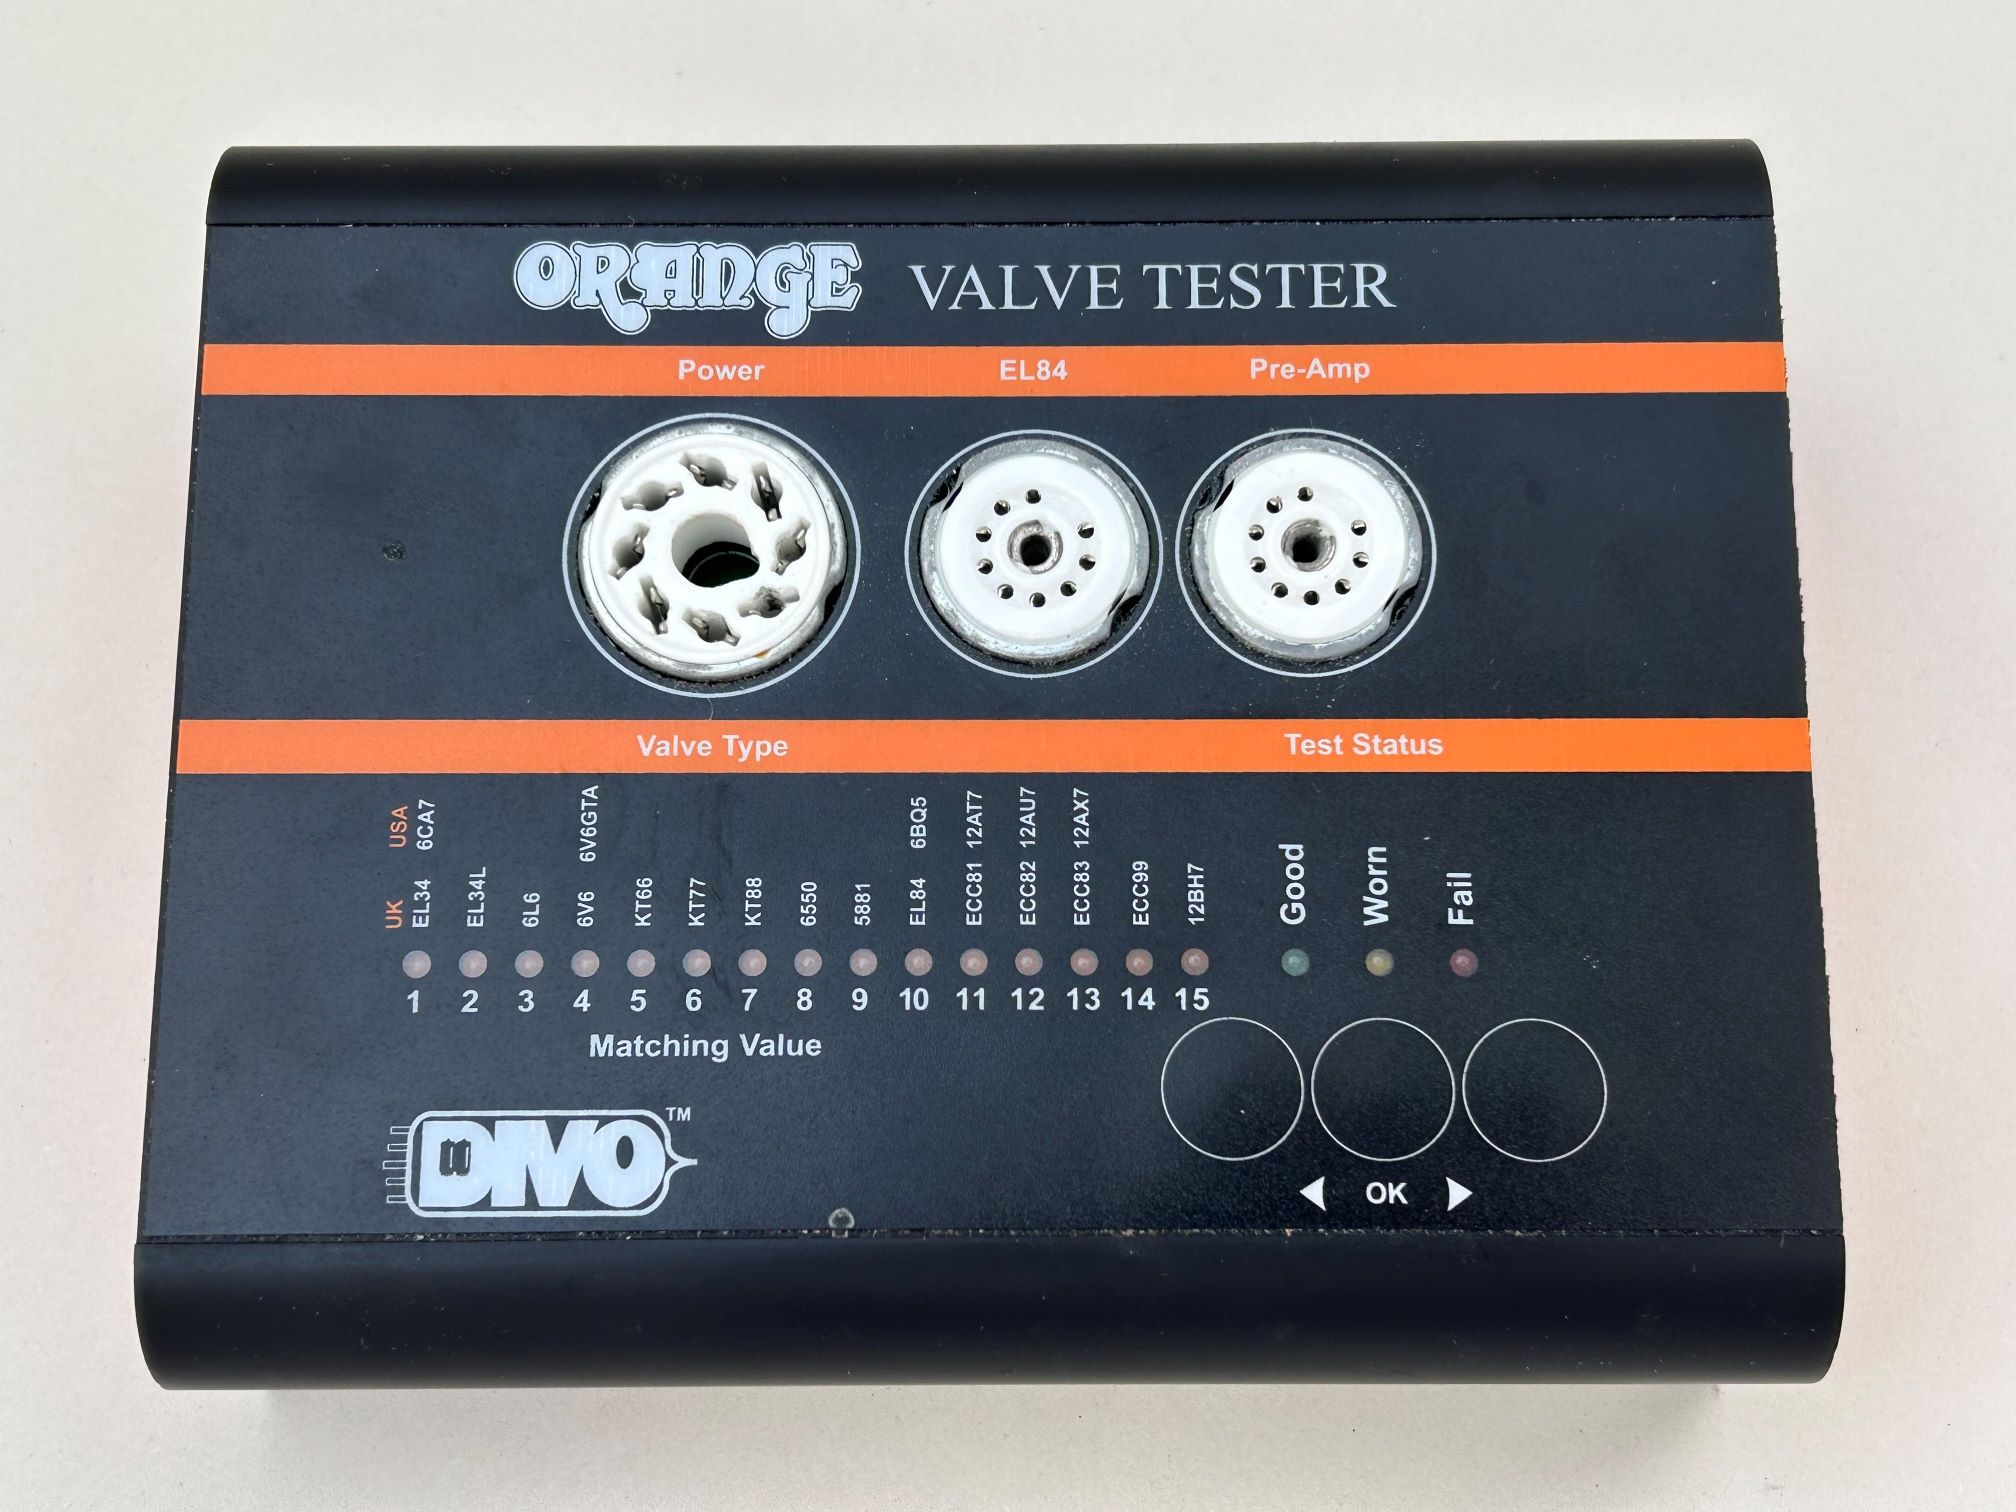 ORANGE VALVE TESTER
Power EL84 Pre-Amp
Valve Type Test Status
USA 6CA7 6V6GTA 6BQ5 12AT7 12AU7 12AX7
UK EL34 EL34L 6L6 6V6 KT66 KT77 KT88 6550 5881 EL84 ECC81 ECC82 ECC83 ECC99 12BH7 Good Worn Fail
1 2 3 4 5 6 7 8 9 10 11 12 13 14 15
Matching Value
DIVO TM
◀ OK ▶